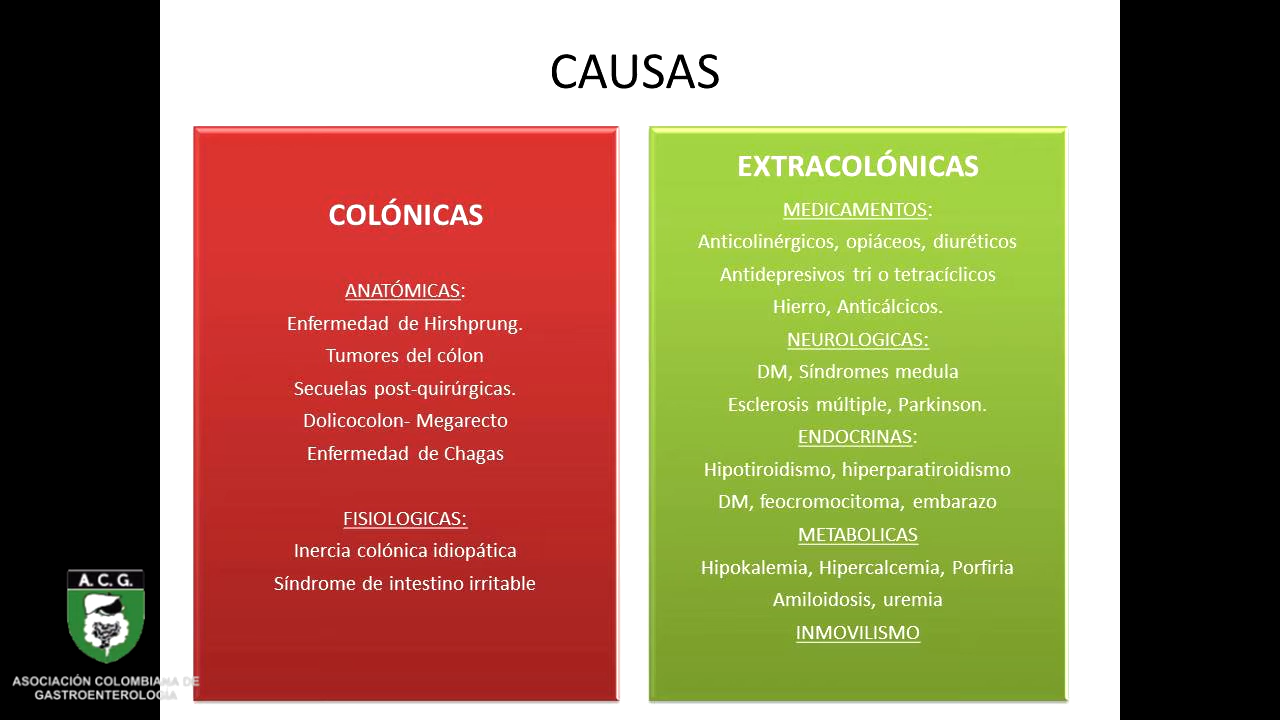 CAUSAS
COLÓNICAS
ANATÓMICAS:
Enfermedad de Hirshprung.
Tumores del cólon
Secuelas post-quirúrgicas.
Dolicocolon- Megarecto
Enfermedad de Chagas
FISIOLOGICAS:
Inercia colónica idiopática
Síndrome de intestino irritable
EXTRACOLÓNICAS
MEDICAMENTOS:
Anticolinérgicos, opiáceos, diuréticos
Antidepresivos tri o tetracíclicos
Hierro, Anticálcicos.
NEUROLOGICAS:
DM, Síndromes medula
Esclerosis múltiple, Parkinson.
ENDOCRINAS:
Hipotiroidismo, hiperparatiroidismo
DM, feocromocitoma, embarazo
METABOLICAS
Hipokalemia, Hipercalcemia, Porfiria
Amiloidosis, uremia
INMOVILISMO
A. C. G.
ASOCIACIÓN COLOMBIANA DE
GASTROENTEROLOGÍA